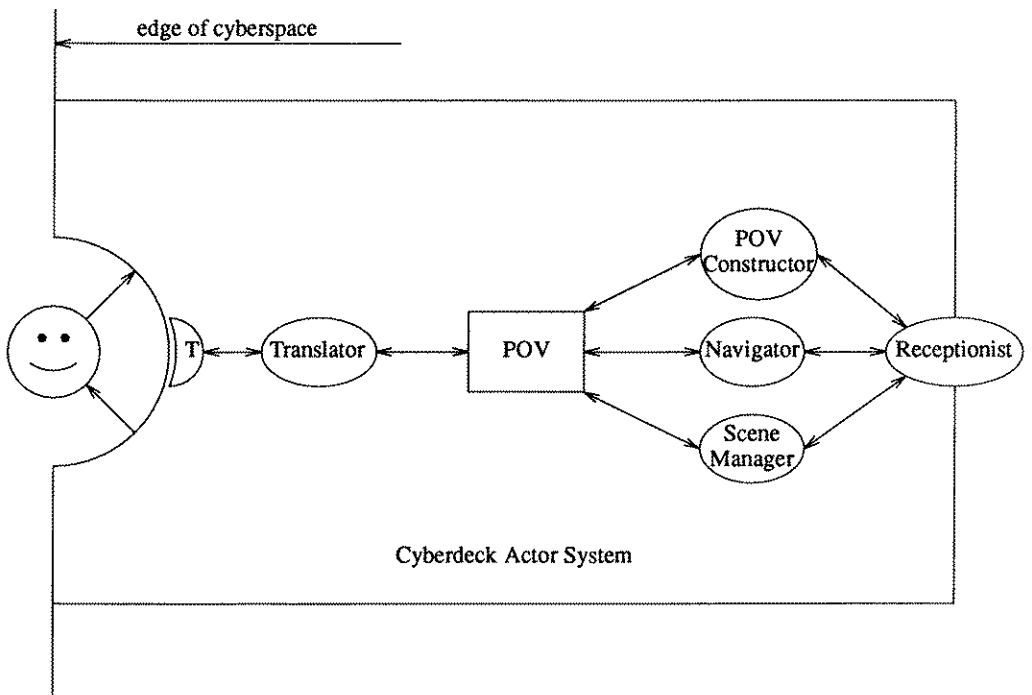 edge of cyberspace
POV
Constructor
T
Translator
POV
Navigator
Receptionist
Scene
Manager
Cyberdeck Actor System